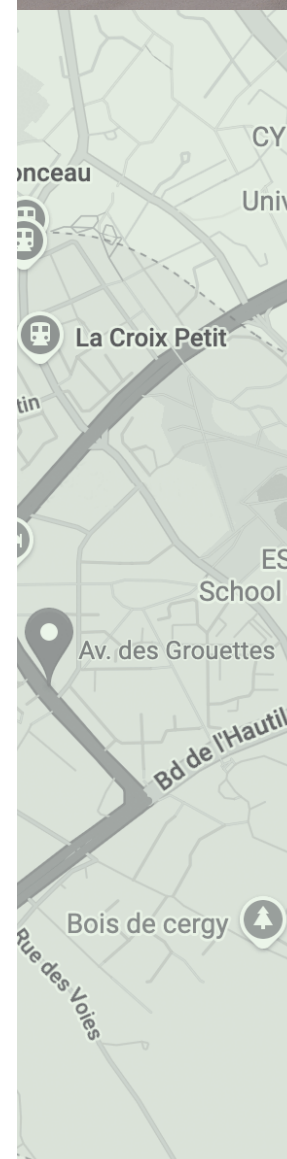 CY
onceau
Univ
La Croix Petit
tin
ES
School
Av. des Grouettes
Bd de l'Hautil
Bois de cergy
Rue des Voies